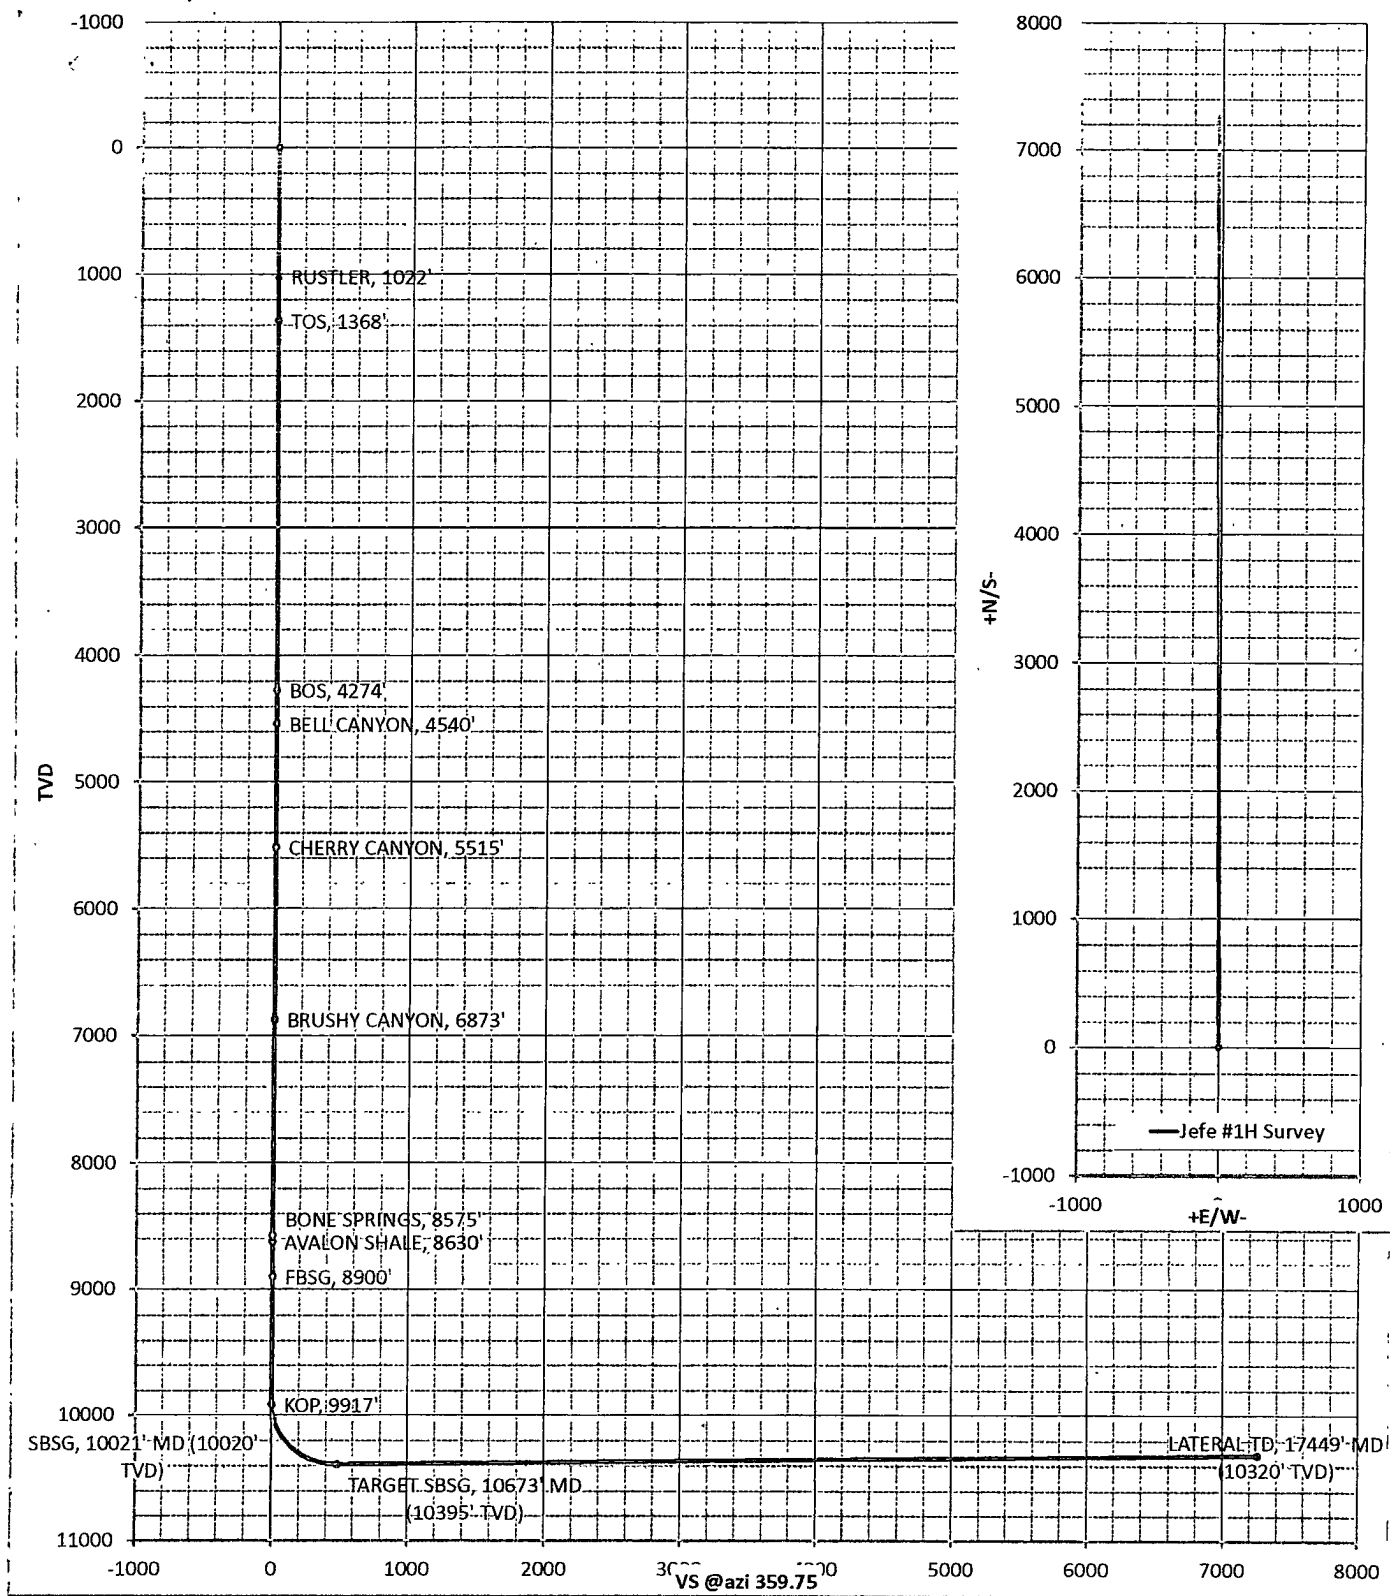 -1000
0
1000
2000
3000
4000
5000
6000
7000
8000
9000
10000
11000
TVD
RUSTLER, 1022'
TOS, 1368'
BOS, 4274'
BELL CANYON, 4540'
CHERRY CANYON, 5515'
BRUSHY CANYON, 6873'
BONE SPRINGS, 8575'
AVALON SHALE, 8630'
FBSG, 8900'
KOP, 9917'
SBSG, 10021' MD (10020'
TVD)
TARGET SBSG, 10673' MD
(10395' TVD)
LATERAL TD, 17449' MD
(10320' TVD)
-1000
0
1000
2000
5000
6000
7000
8000
VS @azi 359.75
8000
7000
6000
5000
4000
3000
2000
1000
0
-1000
+N/S-
Jefe #1H Survey
-1000
0
1000
+E/W-